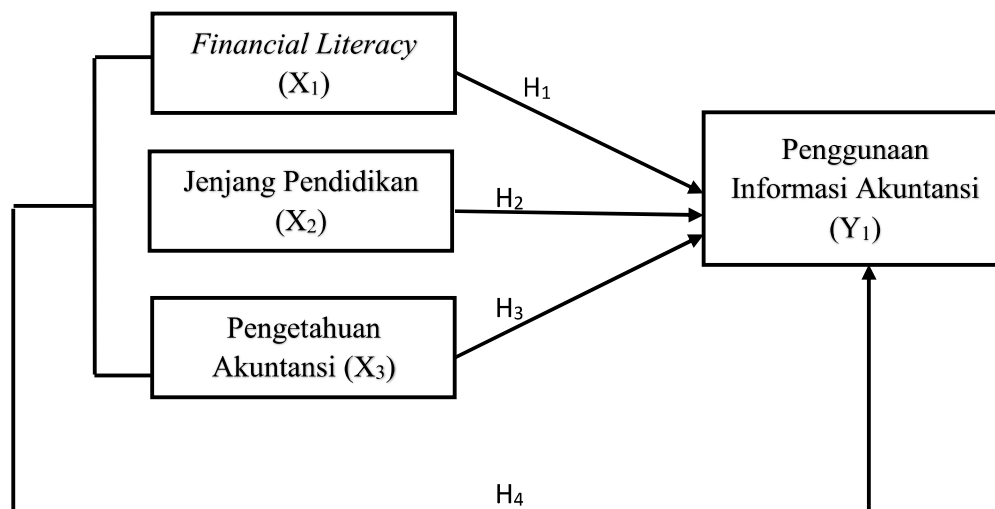 Financial Literacy
(X₁)
H₁
Jenjang Pendidikan
(X₂)
H₂
Pengetahuan
Akuntansi (X₃)
H₃
Penggunaan
Informasi Akuntansi
(Y₁)
H₄